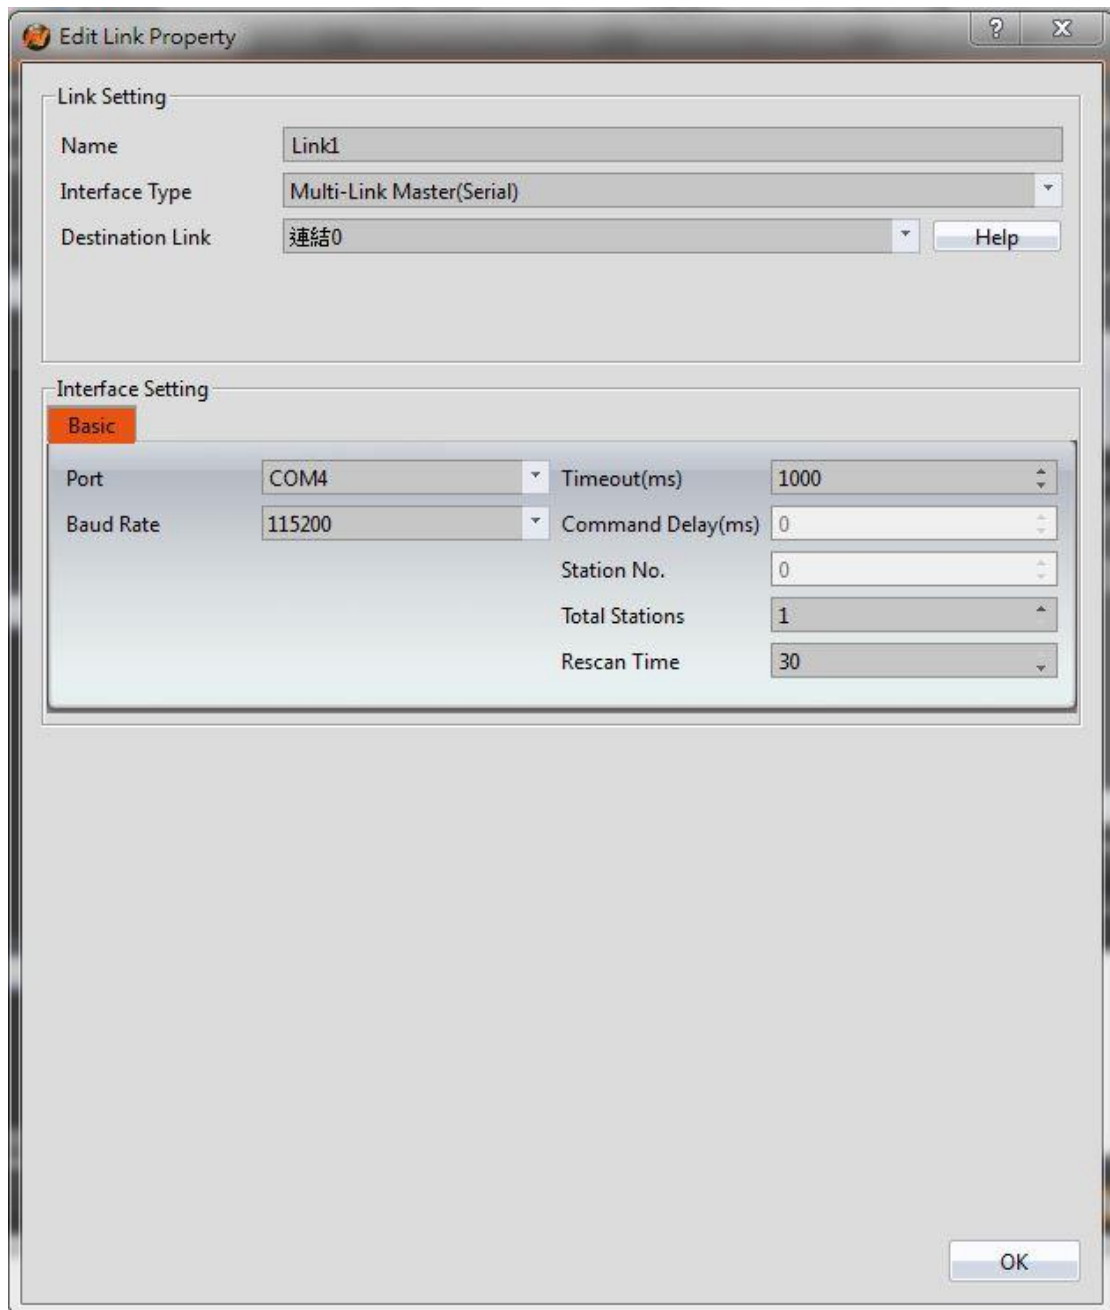 Edit Link Property
Link Setting
Name Link1
Interface Type Multi-Link Master(Serial)
Destination Link 連結0 Help
Interface Setting
Basic
Port COM4 Timeout(ms) 1000
Baud Rate 115200 Command Delay(ms) 0
Station No. 0
Total Stations 1
Rescan Time 30
OK